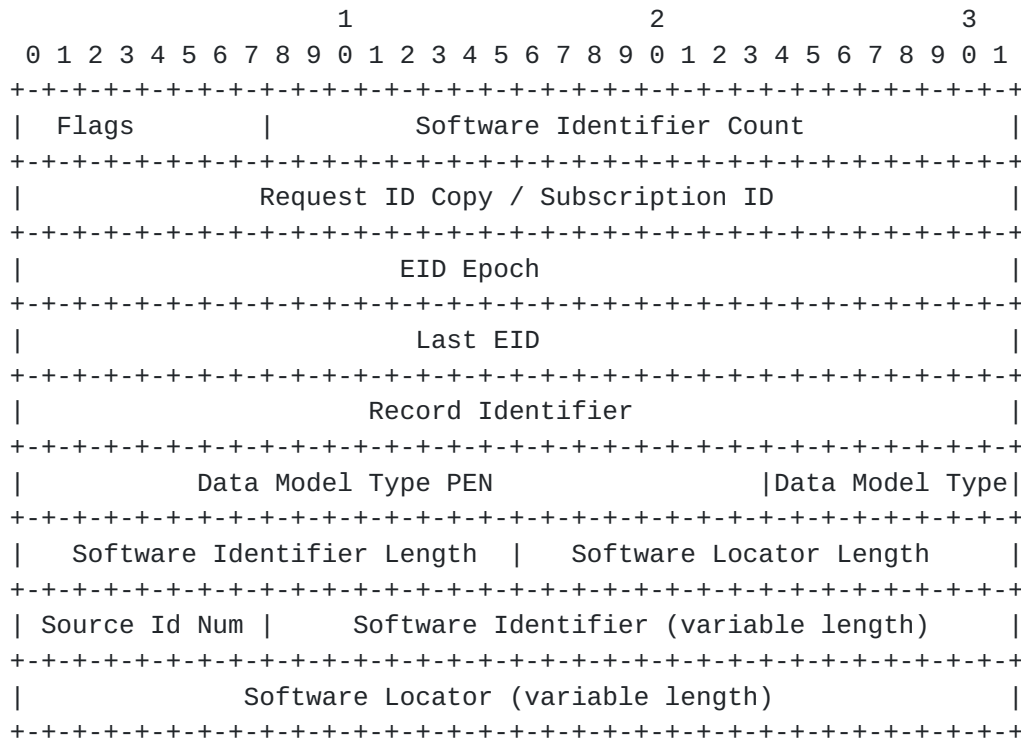 1                   2                   3
 0 1 2 3 4 5 6 7 8 9 0 1 2 3 4 5 6 7 8 9 0 1 2 3 4 5 6 7 8 9 0 1
+-+-+-+-+-+-+-+-+-+-+-+-+-+-+-+-+-+-+-+-+-+-+-+-+-+-+-+-+-+-+-+-+
|  Flags        |         Software Identifier Count             |
+-+-+-+-+-+-+-+-+-+-+-+-+-+-+-+-+-+-+-+-+-+-+-+-+-+-+-+-+-+-+-+-+
|               Request ID Copy / Subscription ID               |
+-+-+-+-+-+-+-+-+-+-+-+-+-+-+-+-+-+-+-+-+-+-+-+-+-+-+-+-+-+-+-+-+
|                        EID Epoch                              |
+-+-+-+-+-+-+-+-+-+-+-+-+-+-+-+-+-+-+-+-+-+-+-+-+-+-+-+-+-+-+-+-+
|                         Last EID                              |
+-+-+-+-+-+-+-+-+-+-+-+-+-+-+-+-+-+-+-+-+-+-+-+-+-+-+-+-+-+-+-+-+
|                      Record Identifier                        |
+-+-+-+-+-+-+-+-+-+-+-+-+-+-+-+-+-+-+-+-+-+-+-+-+-+-+-+-+-+-+-+-+
|           Data Model Type PEN                 |Data Model Type|
+-+-+-+-+-+-+-+-+-+-+-+-+-+-+-+-+-+-+-+-+-+-+-+-+-+-+-+-+-+-+-+-+
|   Software Identifier Length  |   Software Locator Length     |
+-+-+-+-+-+-+-+-+-+-+-+-+-+-+-+-+-+-+-+-+-+-+-+-+-+-+-+-+-+-+-+-+
| Source Id Num |     Software Identifier (variable length)     |
+-+-+-+-+-+-+-+-+-+-+-+-+-+-+-+-+-+-+-+-+-+-+-+-+-+-+-+-+-+-+-+-+
|              Software Locator (variable length)               |
+-+-+-+-+-+-+-+-+-+-+-+-+-+-+-+-+-+-+-+-+-+-+-+-+-+-+-+-+-+-+-+-+